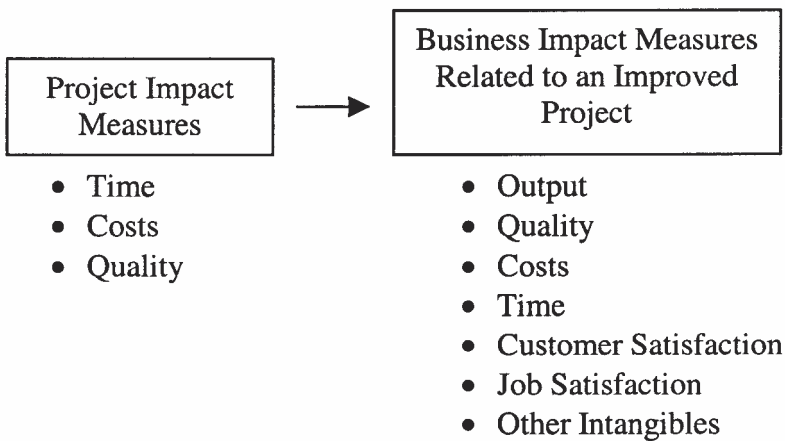 Project Impact
Measures
• Time
• Costs
• Quality
Business Impact Measures
Related to an Improved
Project
• Output
• Quality
• Costs
• Time
• Customer Satisfaction
• Job Satisfaction
• Other Intangibles